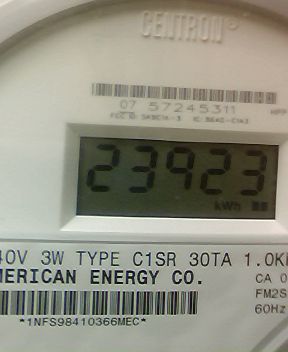 CENTRON®
07 57245311
23923
kWh
40V 3W TYPE C1SR 30TA 1.0K
MERICAN ENERGY CO.
CA 0
FM2S
60Hz
*1NFS98410366MEC*